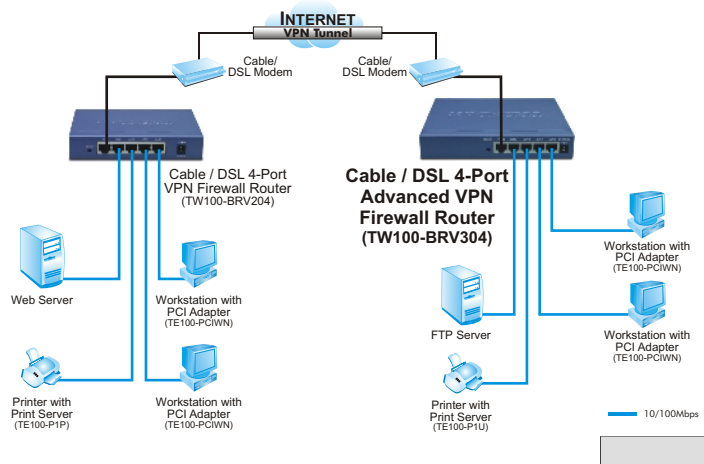 INTERNET
VPN Tunnel
Cable/
DSL Modem
Cable/
DSL Modem
Cable / DSL 4-Port
VPN Firewall Router
(TW100-BRV204)
Cable / DSL 4-Port
Advanced VPN
Firewall Router
(TW100-BRV304)
Web Server
Workstation with
PCI Adapter
(TE100-PCIWN)
Printer with
Print Server
(TE100-P1P)
Workstation with
PCI Adapter
(TE100-PCIWN)
Workstation with
PCI Adapter
(TE100-PCIWN)
FTP Server
Workstation with
PCI Adapter
(TE100-PCIWN)
Printer with
Print Server
(TE100-P1U)
10/100Mbps